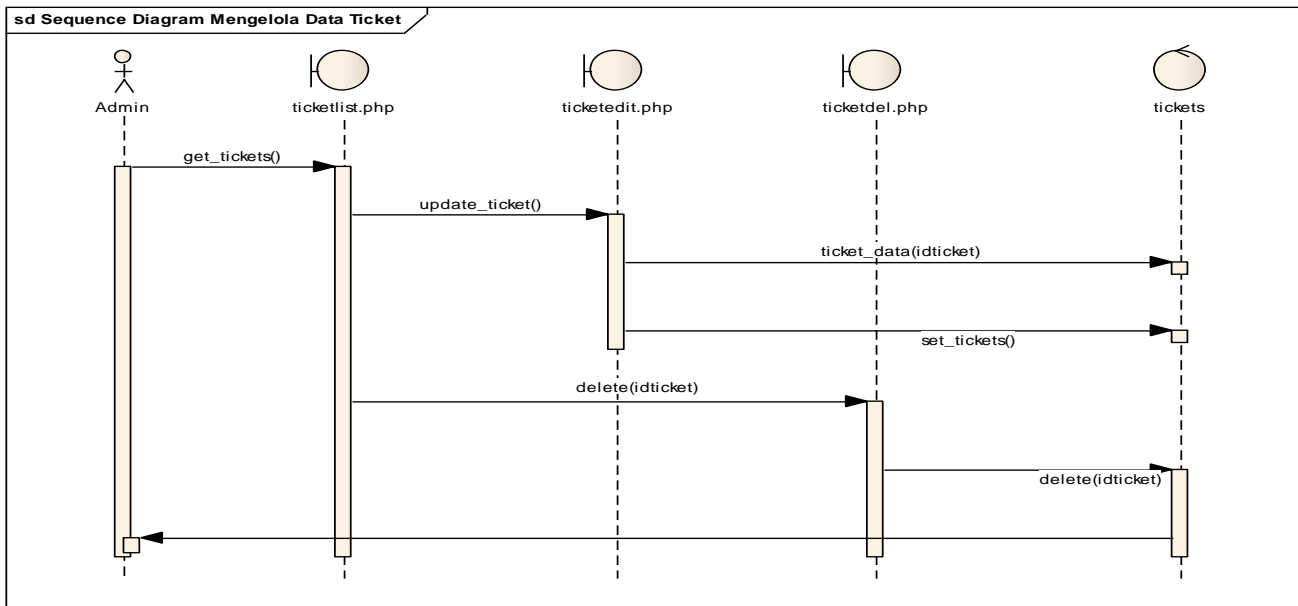 sd Sequence Diagram Mengelola Data Ticket
Admin
ticketlist.php
ticketedit.php
ticketdel.php
tickets
get_tickets()
update_ticket()
ticket_data(idticket)
set_tickets()
delete(idticket)
delete(idticket)